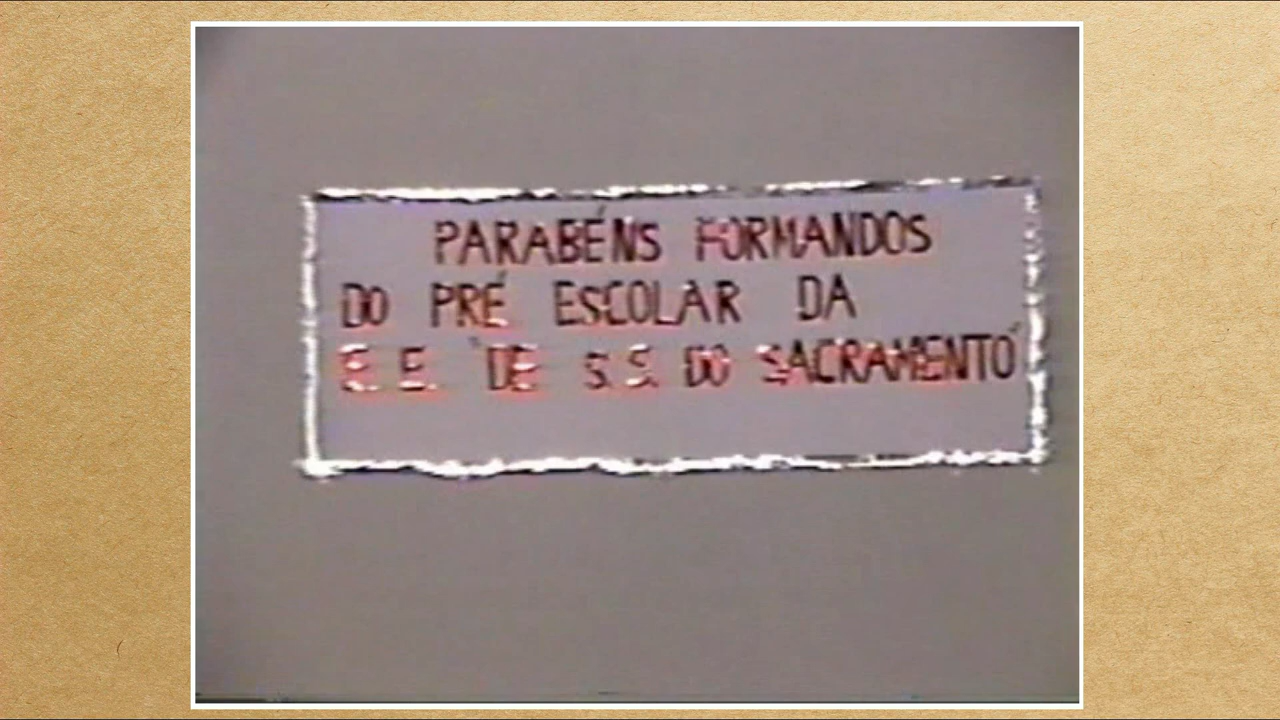 PARABÉNS FORMANDOS
DO PRÉ ESCOLAR DA
E.E. "DE S.S. DO SACRAMENTO"